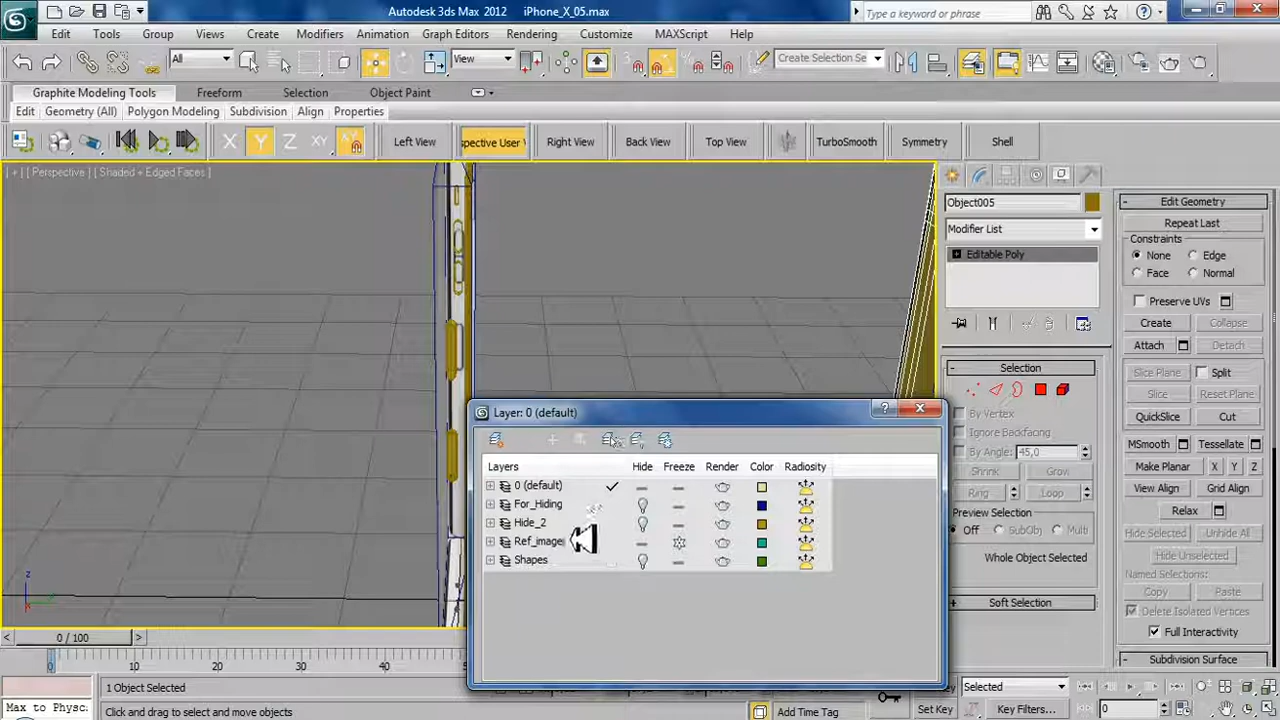 Autodesk 3ds Max 2012 iPhone_X_05.max
Type a keyword or phrase
Edit Tools Group Views Create Modifiers Animation Graph Editors Rendering Customize MAXScript Help
All View Create Selection Se
Graphite Modeling Tools Freeform Selection Object Paint
Edit Geometry (All) Polygon Modeling Subdivision Align Properties
X Y Z XY Left View spective User Right View Back View Top View TurboSmooth Symmetry Shell
[ + ] [ Perspective ] [ Shaded + Edged Faces ]
Object005
Modifier List
Editable Poly
Selection
By Vertex
Ignore Backfacing
By Angle: 45,0
Shrink Grow
Ring Loop
Preview Selection
Off SubObj Multi
Whole Object Selected
Soft Selection
Edit Geometry
Repeat Last
Constraints
None Edge
Face Normal
Preserve UVs
Create Collapse
Attach Detach
Slice Plane Split
Slice Reset Plane
QuickSlice Cut
MSmooth Tessellate
Make Planar X Y Z
View Align Grid Align
Relax
Hide Selected Unhide All
Hide Unselected
Named Selections:
Copy Paste
Delete Isolated Vertices
Full Interactivity
Subdivision Surface
Layer: 0 (default)
Layers Hide Freeze Render Color Radiosity
0 (default)
For_Hiding
Hide_2
Ref_image
Shapes
z
x
0 / 100
0 10 20 30 40
1 Object Selected
Selected
Max to Physc.
Click and drag to select and move objects
Add Time Tag
Set Key Key Filters... 0